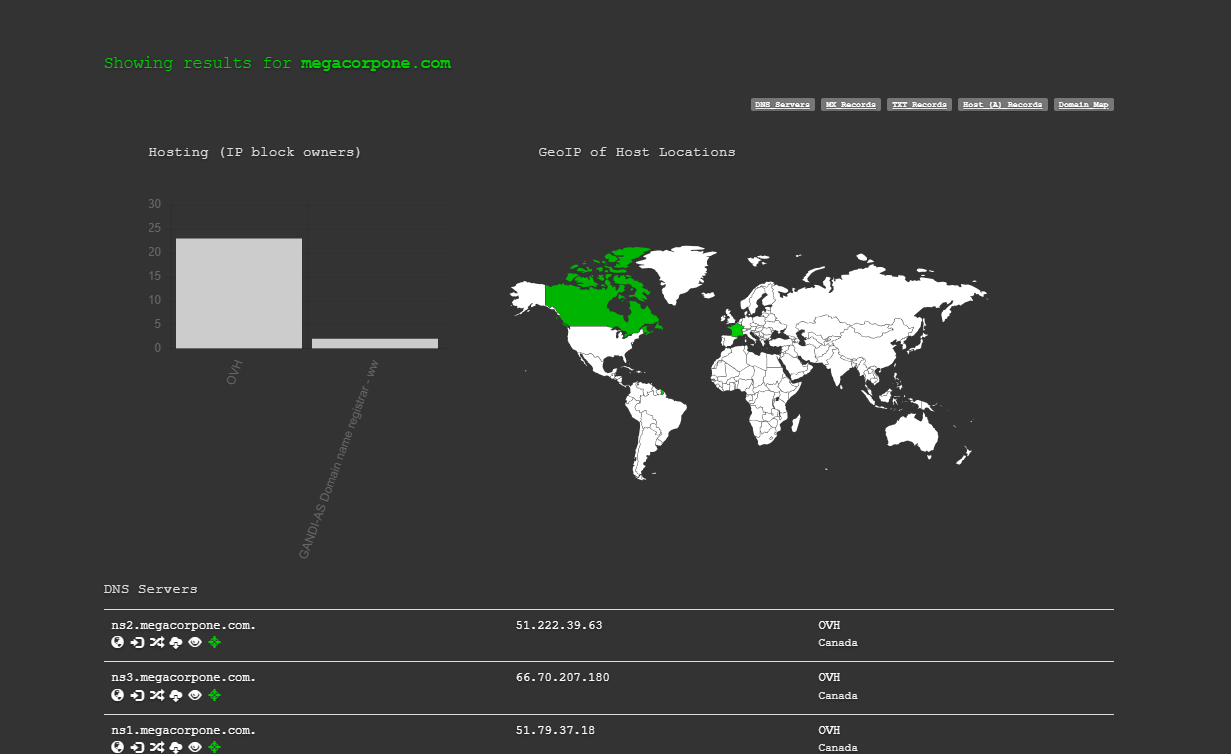 Showing results for megacorpone.com
DNS Servers MX Records TXT Records Host (A) Records Domain Map
Hosting (IP block owners)
GeoIP of Host Locations
30
25
20
15
10
5
0
OVH
GANDI-AS Domain name registrar - ww
DNS Servers
ns2.megacorpone.com. 51.222.39.63 OVH
Canada
ns3.megacorpone.com. 66.70.207.180 OVH
Canada
ns1.megacorpone.com. 51.79.37.18 OVH
Canada